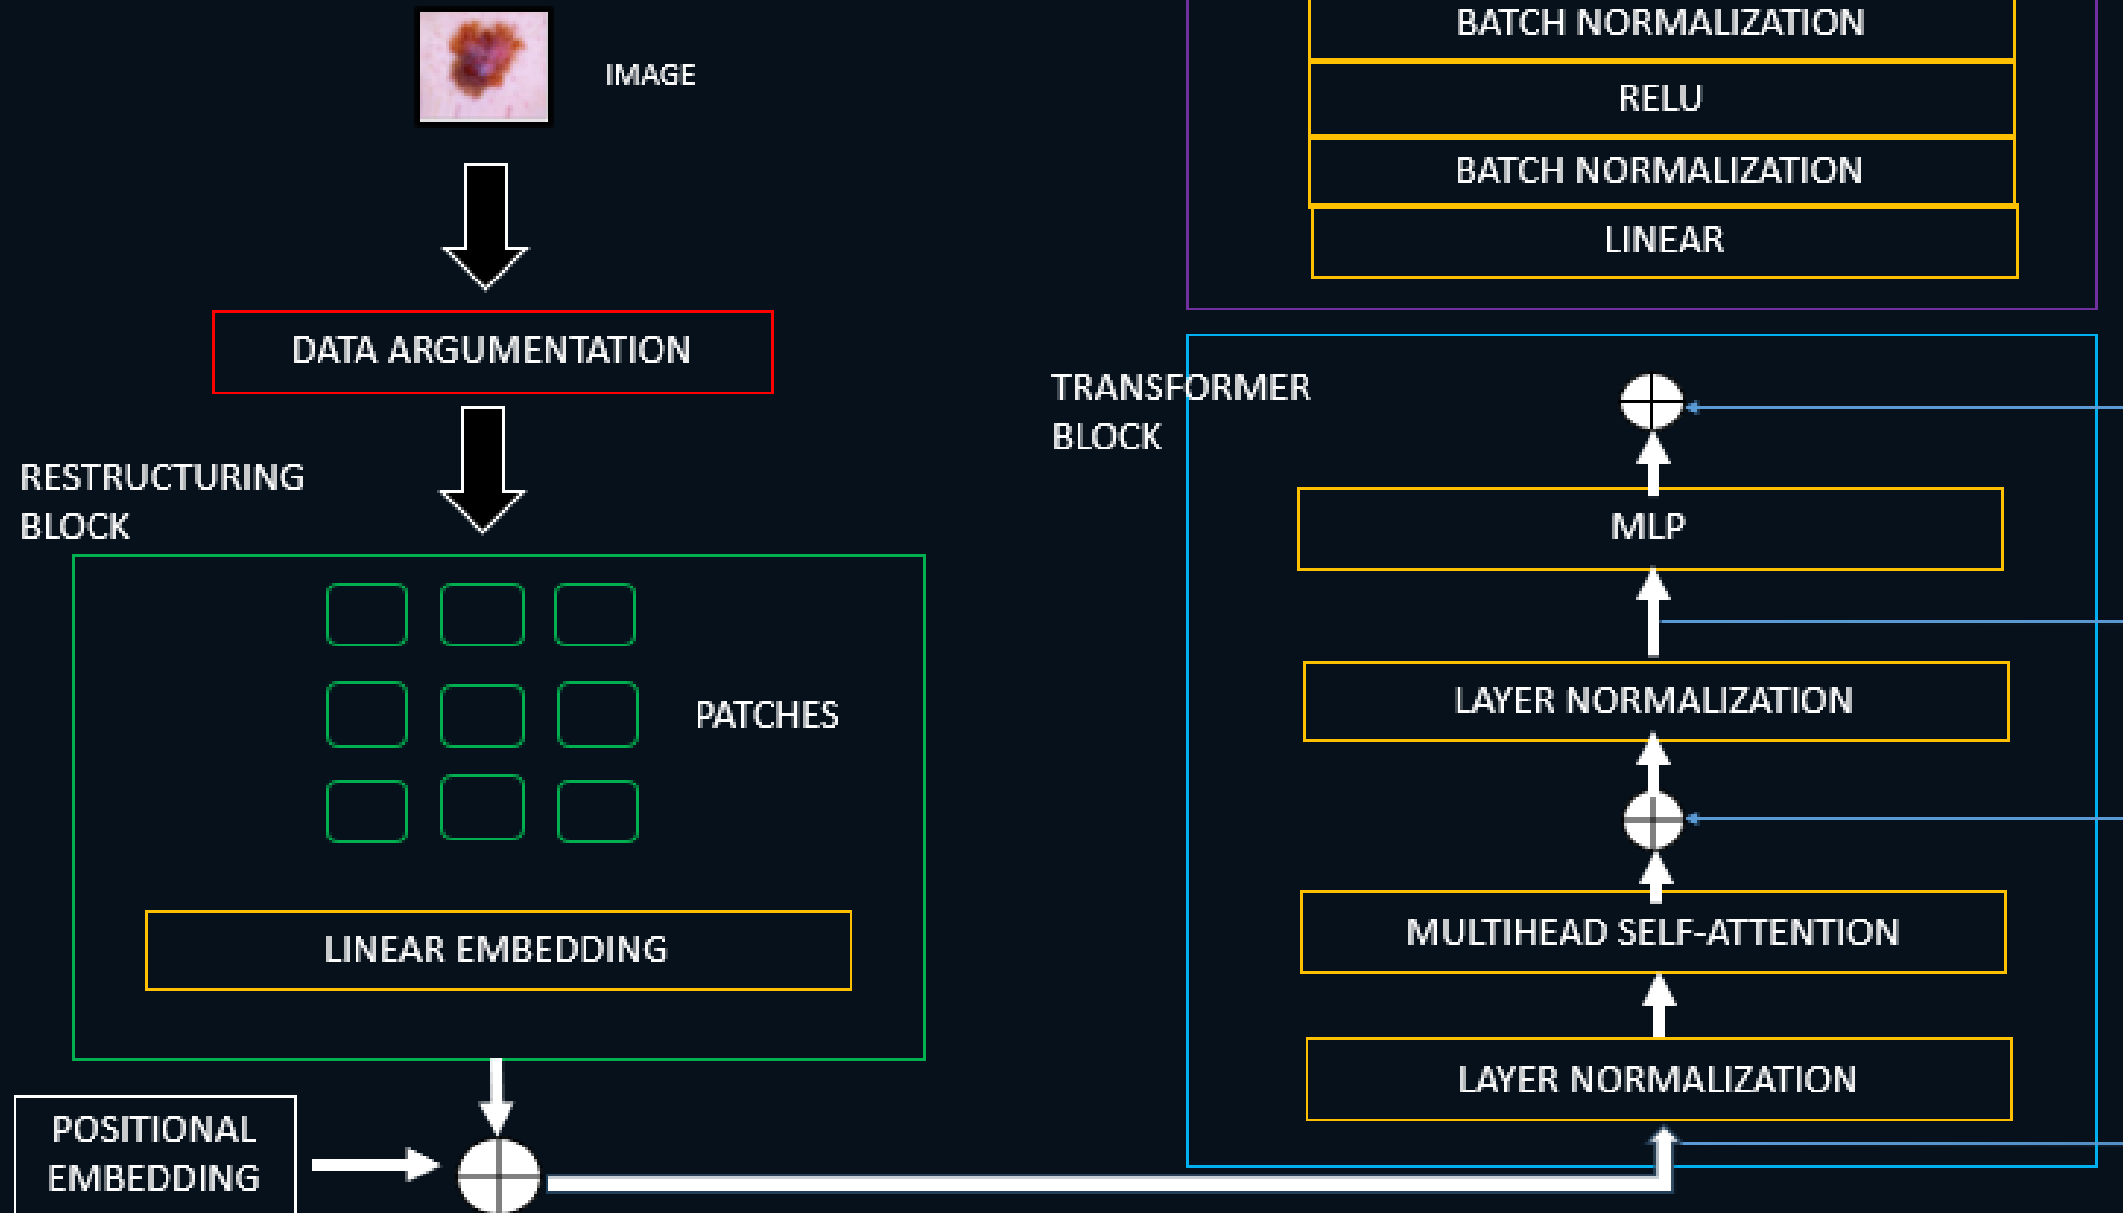 IMAGE
DATA ARGUMENTATION
RESTRUCTURING
BLOCK
PATCHES
LINEAR EMBEDDING
POSITIONAL
EMBEDDING
BATCH NORMALIZATION
RELU
BATCH NORMALIZATION
LINEAR
TRANSFORMER
BLOCK
MLP
LAYER NORMALIZATION
MULTIHEAD SELF-ATTENTION
LAYER NORMALIZATION